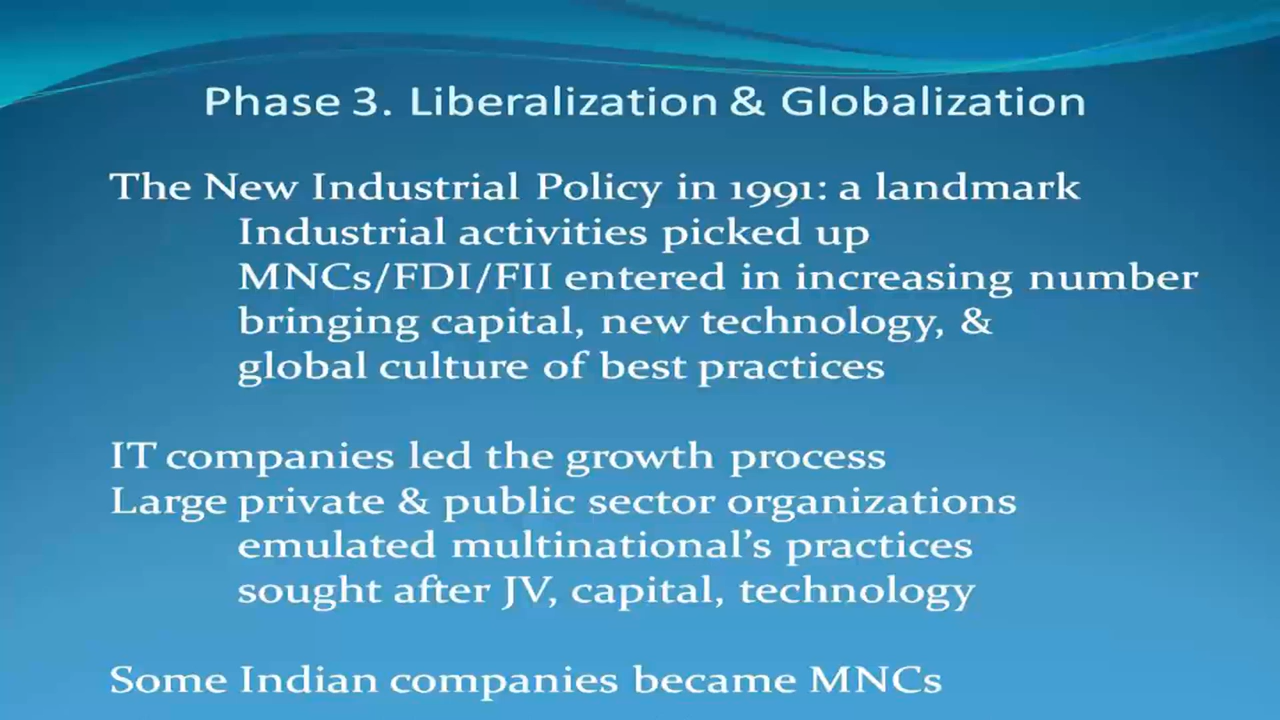 Phase 3. Liberalization & Globalization
The New Industrial Policy in 1991: a landmark
Industrial activities picked up
MNCs/FDI/FII entered in increasing number
bringing capital, new technology, &
global culture of best practices
IT companies led the growth process
Large private & public sector organizations
emulated multinational’s practices
sought after JV, capital, technology
Some Indian companies became MNCs